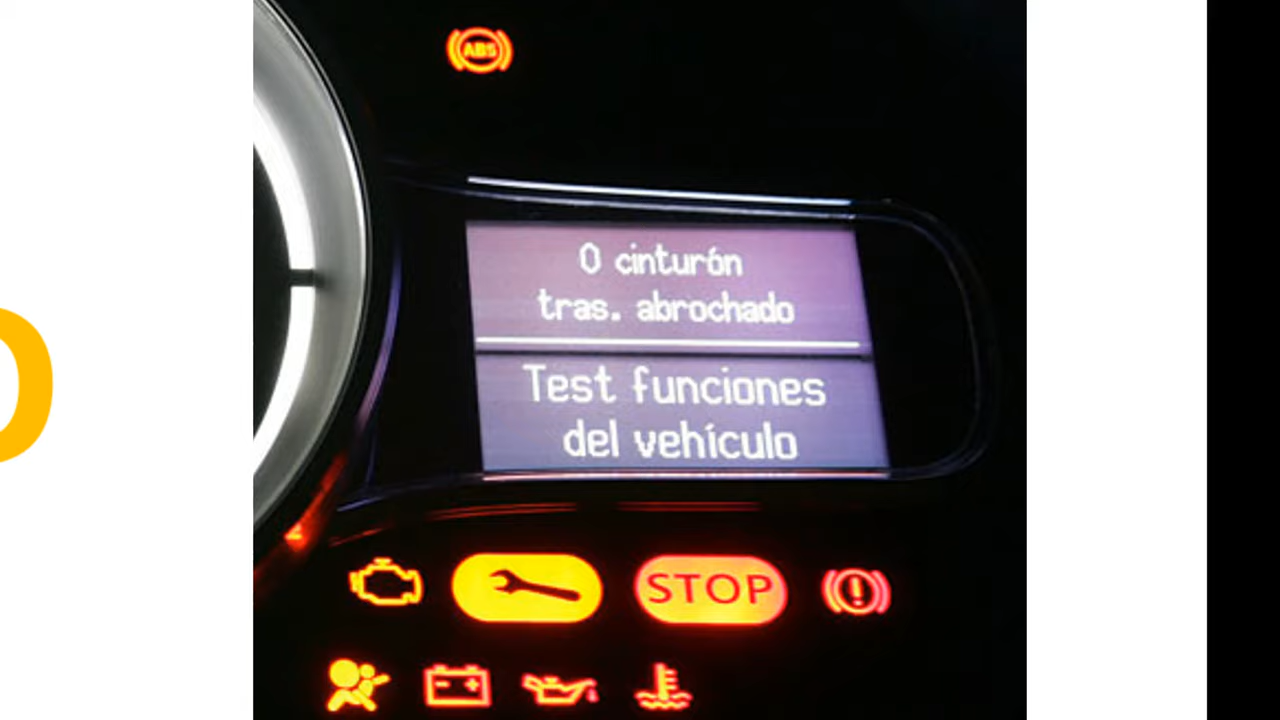 ABS
0 cinturón
tras. abrochado
Test funciones
del vehículo
STOP